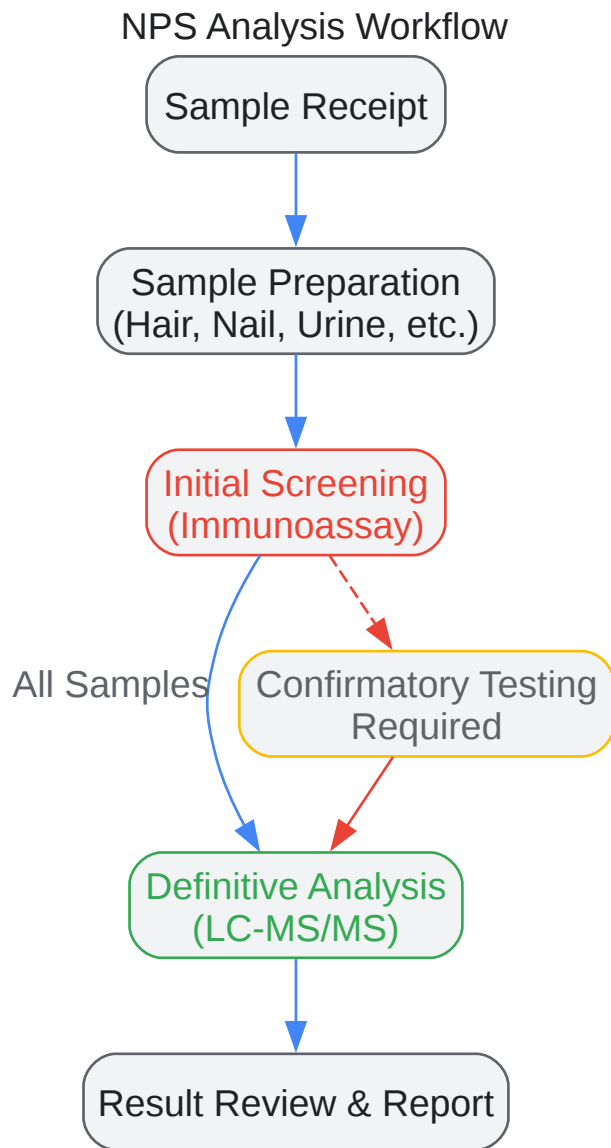 NPS Analysis Workflow
Sample Receipt
Sample Preparation
(Hair, Nail, Urine, etc.)
Initial Screening
(Immunoassay)
All Samples
Confirmatory Testing
Required
Definitive Analysis
(LC-MS/MS)
Result Review & Report